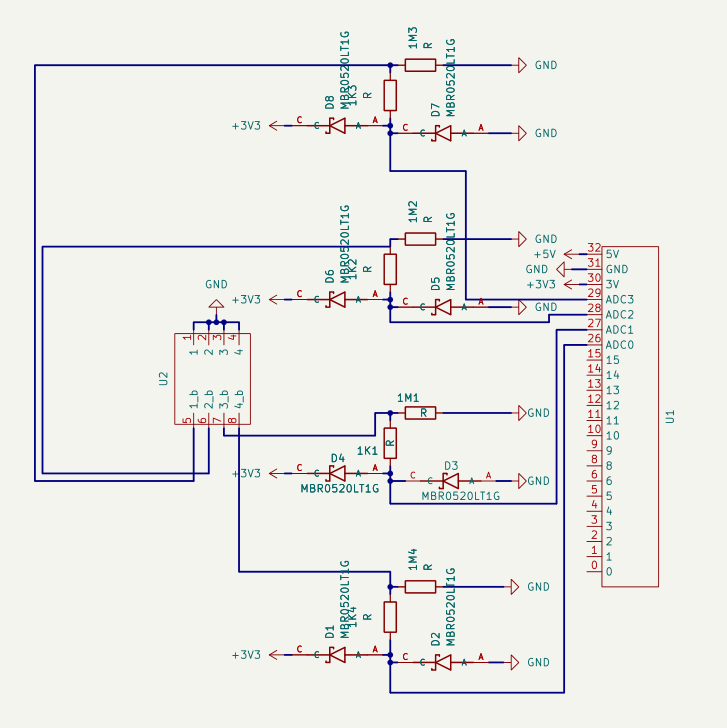 1M3
R
GND
MBR0520LT1G
1K3
R
D8
+3V3
C
C
A
A
D7
MBR0520LT1G
C
C
A
A
GND
1M2
R
GND
MBR0520LT1G
1K2
R
D6
+3V3
C
C
A
A
D5
MBR0520LT1G
C
C
A
A
GND
+5V
32
5V
GND
31
GND
+3V3
30
3V
29
ADC3
28
ADC2
27
ADC1
26
ADC0
15
15
14
14
13
13
12
12
11
11
10
10
9
9
8
8
6
6
5
5
4
4
3
3
2
2
1
1
0
0
U1
GND
1
2
3
4
1
2
3
4
U2
1_b
2_b
3_b
4_b
5
6
7
8
1M1
R
GND
1K1
R
D4
+3V3
C
C
A
A
MBR0520LT1G
D3
C
C
A
A
GND
MBR0520LT1G
1M4
R
GND
MBR0520LT1G
1K4
R
D1
+3V3
C
C
A
A
D2
MBR0520LT1G
C
C
A
A
GND